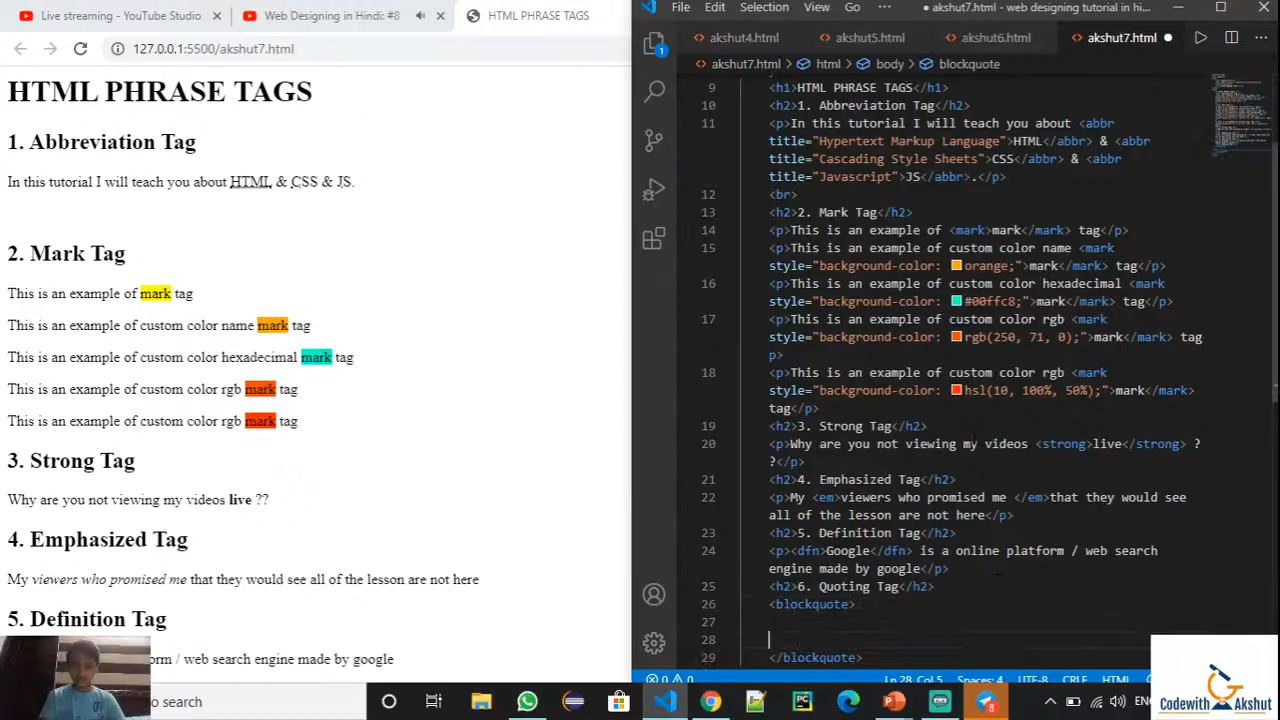 Live streaming - YouTube Studio
Web Designing in Hindi: #8
HTML PHRASE TAGS
127.0.0.1:5500/akshut7.html
HTML PHRASE TAGS
1. Abbreviation Tag
In this tutorial I will teach you about HTML & CSS & JS.
2. Mark Tag
This is an example of mark tag
This is an example of custom color name mark tag
This is an example of custom color hexadecimal mark tag
This is an example of custom color rgb mark tag
This is an example of custom color rgb mark tag
3. Strong Tag
Why are you not viewing my videos live ??
4. Emphasized Tag
My viewers who promised me that they would see all of the lesson are not here
5. Definition Tag
orm / web search engine made by google
o search
File Edit Selection View Go ••• ● akshut7.html - web designing tutorial in hi...
akshut4.html akshut5.html akshut6.html akshut7.html
akshut7.html > html > body > blockquote
9 <h1>HTML PHRASE TAGS</h1>
10 <h2>1. Abbreviation Tag</h2>
11 <p>In this tutorial I will teach you about <abbr
title="Hypertext Markup Language">HTML</abbr> & <abbr
title="Cascading Style Sheets">CSS</abbr> & <abbr
title="Javascript">JS</abbr>.</p>
12 <br>
13 <h2>2. Mark Tag</h2>
14 <p>This is an example of <mark>mark</mark> tag</p>
15 <p>This is an example of custom color name <mark
style="background-color: orange;">mark</mark> tag</p>
16 <p>This is an example of custom color hexadecimal <mark
style="background-color: #00ffc8;">mark</mark> tag</p>
17 <p>This is an example of custom color rgb <mark
style="background-color: rgb(250, 71, 0);">mark</mark> tag
p>
18 <p>This is an example of custom color rgb <mark
style="background-color: hsl(10, 100%, 50%);">mark</mark>
tag</p>
19 <h2>3. Strong Tag</h2>
20 <p>Why are you not viewing my videos <strong>live</strong> ?
?</p>
21 <h2>4. Emphasized Tag</h2>
22 <p>My <em>viewers who promised me </em>that they would see
all of the lesson are not here</p>
23 <h2>5. Definition Tag</h2>
24 <p><dfn>Google</dfn> is a online platform / web search
engine made by google</p>
25 <h2>6. Quoting Tag</h2>
26 <blockquote>
27
28
29 </blockquote>
0 0 Ln 28, Col 5 Spaces: 4 UTF-8 CRLF HTML
ENG
Codewith Akshut